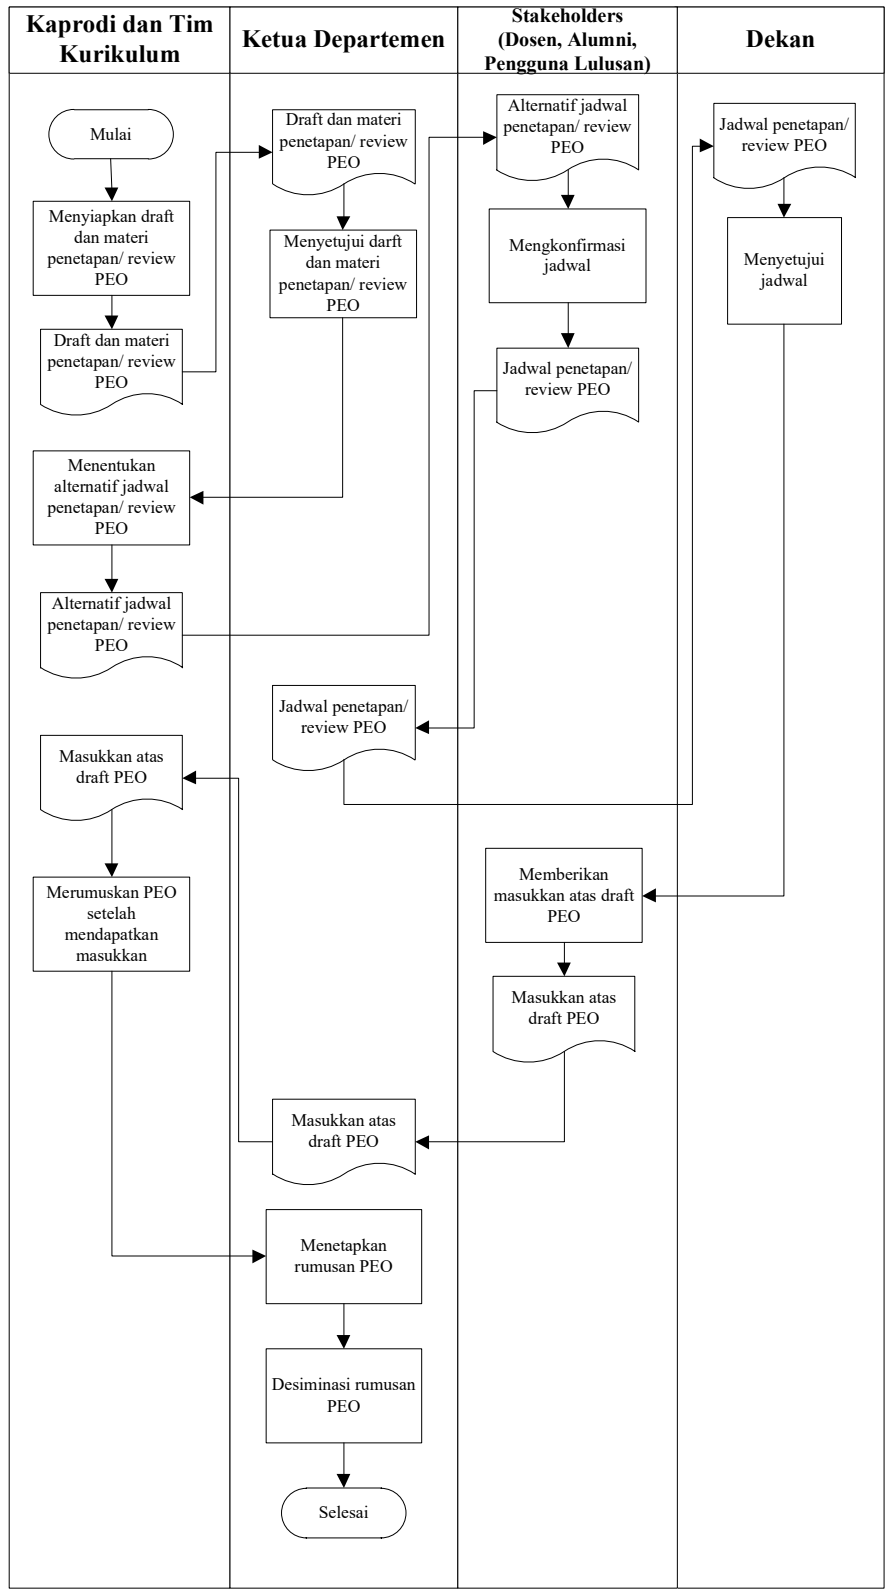 Kaprodi dan Tim
Kurikulum
Ketua Departemen
Stakeholders
(Dosen, Alumni,
Pengguna Lulusan)
Dekan
Mulai
Menyiapkan draft
dan materi
penetapan/ review
PEO
Draft dan materi
penetapan/ review
PEO
Draft dan materi
penetapan/ review
PEO
Menyetujui darft
dan materi
penetapan/ review
PEO
Menentukan
alternatif jadwal
penetapan/ review
PEO
Alternatif jadwal
penetapan/ review
PEO
Alternatif jadwal
penetapan/ review
PEO
Mengkonfirmasi
jadwal
Jadwal penetapan/
review PEO
Jadwal penetapan/
review PEO
Jadwal penetapan/
review PEO
Menyetujui
jadwal
Memberikan
masukkan atas draft
PEO
Masukkan atas
draft PEO
Masukkan atas
draft PEO
Masukkan atas
draft PEO
Merumuskan PEO
setelah
mendapatkan
masukkan
Menetapkan
rumusan PEO
Desiminasi rumusan
PEO
Selesai